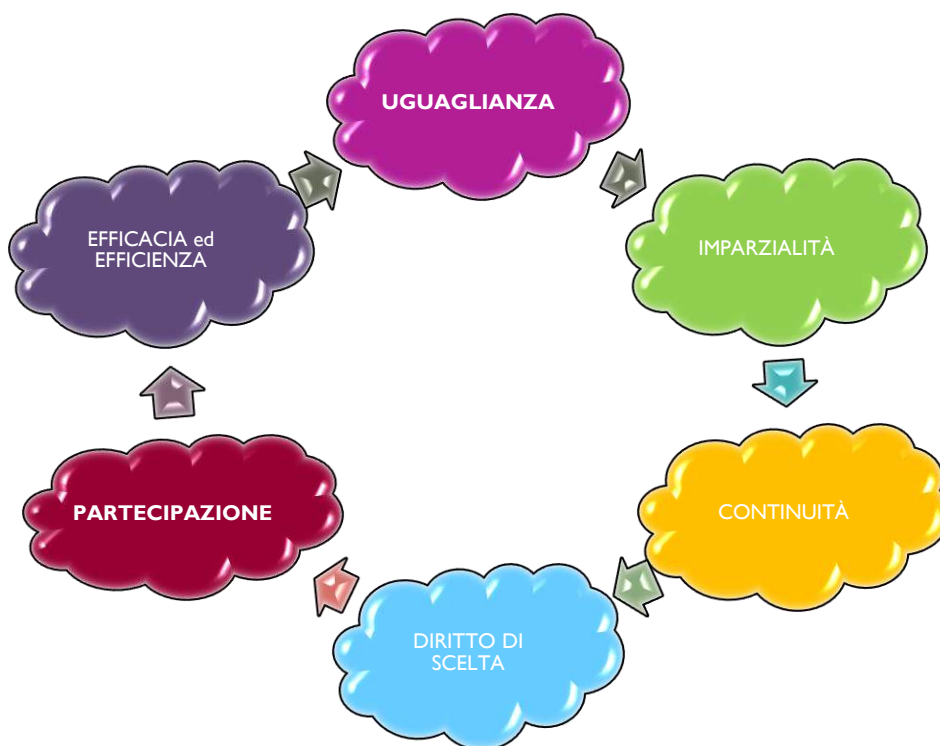 UGUAGLIANZA
IMPARZIALITÀ
CONTINUITÀ
DIRITTO DI
SCELTA
PARTECIPAZIONE
EFFICACIA ed
EFFICIENZA